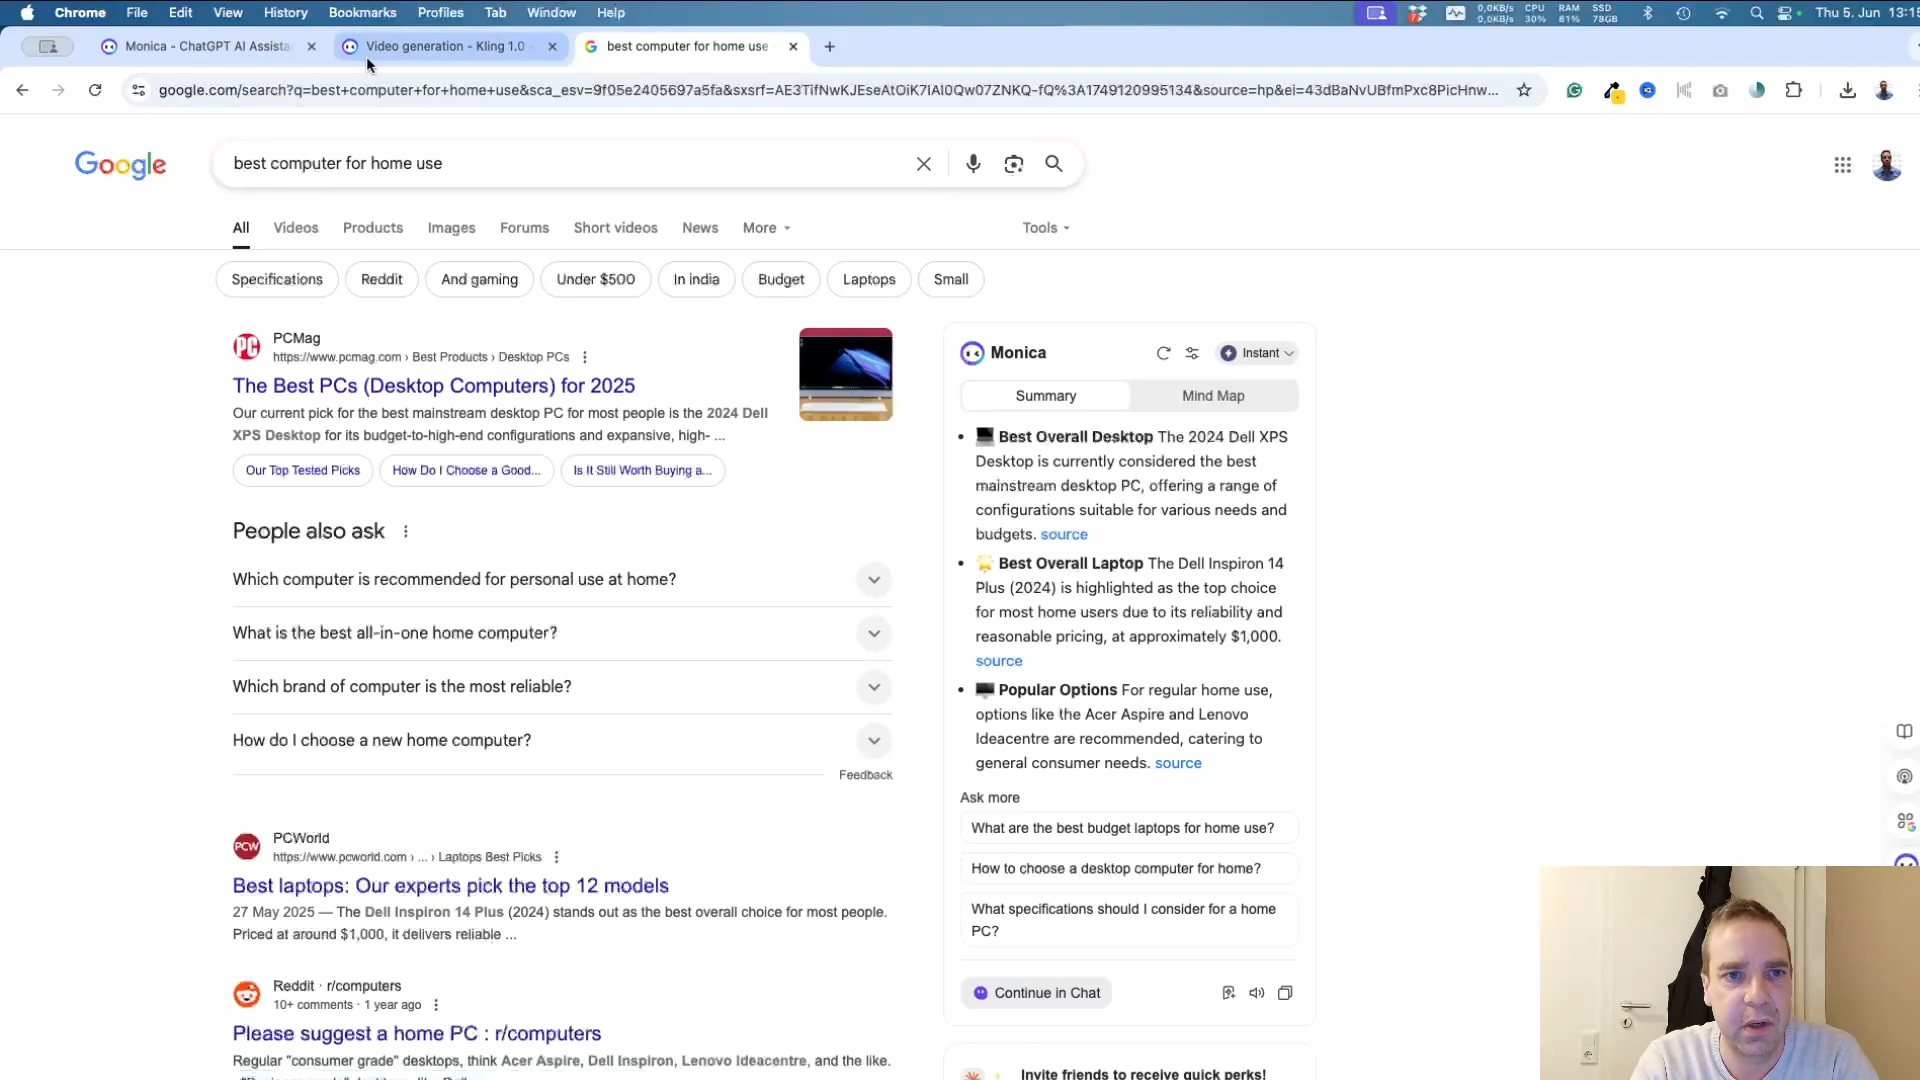 Chrome File Edit View History Bookmarks Profiles Tab Window Help
0,0KB/s CPU RAM SSD
0,0KB/s 30% 81% 78GB
Thu 5. Jun 13:15
Monica - ChatGPT AI Assista
Video generation - Kling 1.0
best computer for home use
google.com/search?q=best+computer+for+home+use&sca_esv=9f05e2405697a5fa&sxsrf=AE3TifNwKJEseAtOiK7IAI0Qw07ZNKQ-fQ%3A1749120995134&source=hp&ei=43dBaNvUBfmPxc8PicHnw...
Google
best computer for home use
All Videos Products Images Forums Short videos News More Tools
Specifications Reddit And gaming Under $500 In india Budget Laptops Small
PC
PCMag
https://www.pcmag.com › Best Products › Desktop PCs
The Best PCs (Desktop Computers) for 2025
Our current pick for the best mainstream desktop PC for most people is the 2024 Dell
XPS Desktop for its budget-to-high-end configurations and expansive, high- ...
Our Top Tested Picks How Do I Choose a Good... Is It Still Worth Buying a...
People also ask
Which computer is recommended for personal use at home?
What is the best all-in-one home computer?
Which brand of computer is the most reliable?
How do I choose a new home computer?
Feedback
PCW
PCWorld
https://www.pcworld.com › ... › Laptops Best Picks
Best laptops: Our experts pick the top 12 models
27 May 2025 — The Dell Inspiron 14 Plus (2024) stands out as the best overall choice for most people.
Priced at around $1,000, it delivers reliable ...
Reddit · r/computers
10+ comments · 1 year ago
Please suggest a home PC : r/computers
Regular "consumer grade" desktops, think Acer Aspire, Dell Inspiron, Lenovo Ideacentre, and the like.
Monica
Instant
Summary Mind Map
• Best Overall Desktop The 2024 Dell XPS
Desktop is currently considered the best
mainstream desktop PC, offering a range of
configurations suitable for various needs and
budgets. source
• Best Overall Laptop The Dell Inspiron 14
Plus (2024) is highlighted as the top choice
for most home users due to its reliability and
reasonable pricing, at approximately $1,000.
source
• Popular Options For regular home use,
options like the Acer Aspire and Lenovo
Ideacentre are recommended, catering to
general consumer needs. source
Ask more
What are the best budget laptops for home use?
How to choose a desktop computer for home?
What specifications should I consider for a home
PC?
Continue in Chat
Invite friends to receive quick perks!